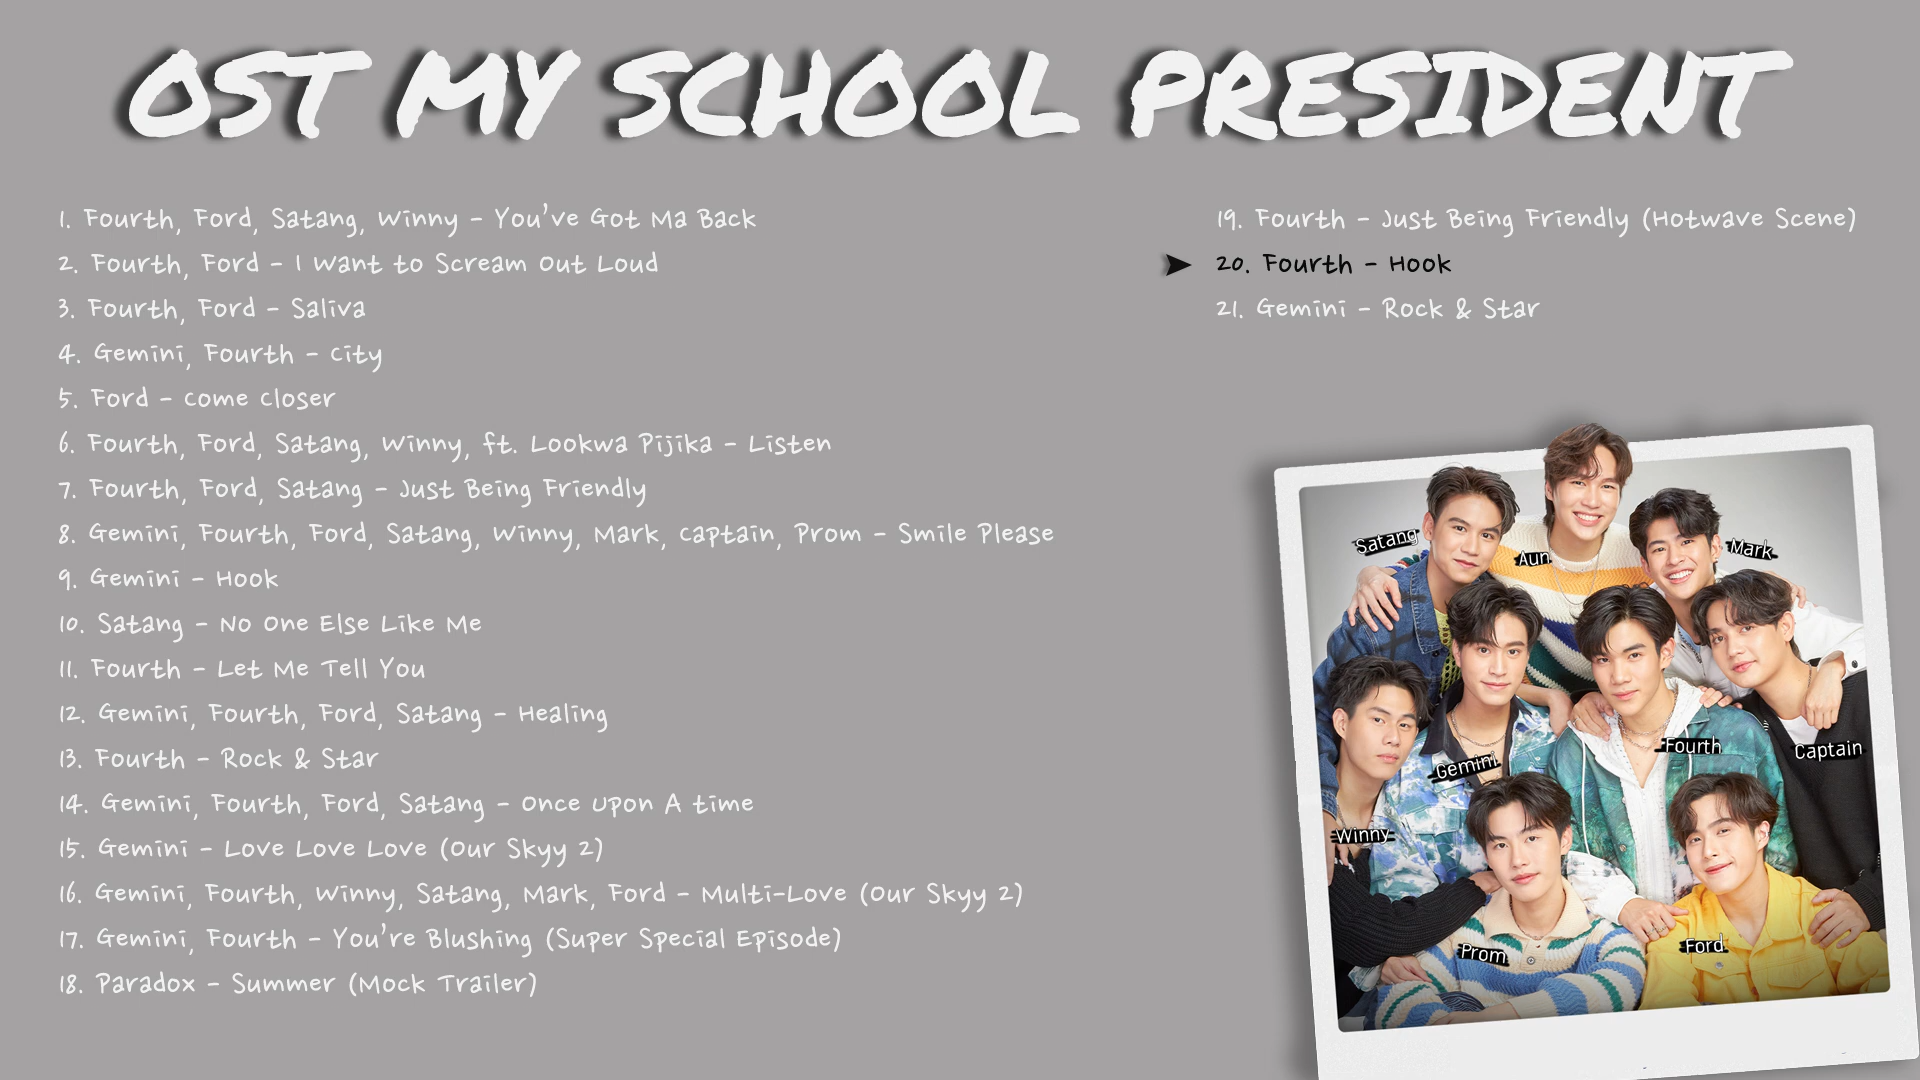 OST MY SCHOOL PRESIDENT
1. Fourth, Ford, Satang, Winny - You've Got Ma Back
2. Fourth, Ford - I Want to Scream Out Loud
3. Fourth, Ford - Saliva
4. Gemini, Fourth - City
5. Ford - Come Closer
6. Fourth, Ford, Satang, Winny, ft. Lookwa Pijika - Listen
7. Fourth, Ford, Satang - Just Being Friendly
8. Gemini, Fourth, Ford, Satang, Winny, Mark, Captain, Prom - Smile Please
9. Gemini - Hook
10. Satang - No One Else Like Me
11. Fourth - Let Me Tell You
12. Gemini, Fourth, Ford, Satang - Healing
13. Fourth - Rock & Star
14. Gemini, Fourth, Ford, Satang - Once Upon A time
15. Gemini - Love Love Love (Our Skyy 2)
16. Gemini, Fourth, Winny, Satang, Mark, Ford - Multi-Love (Our Skyy 2)
17. Gemini, Fourth - You're Blushing (Super Special Episode)
18. Paradox - Summer (Mock Trailer)
19. Fourth - Just Being Friendly (Hotwave Scene)
20. Fourth - Hook
21. Gemini - Rock & Star
Satang
Aun
Mark
Gemini
Fourth
Captain
Winny
Prom
Ford